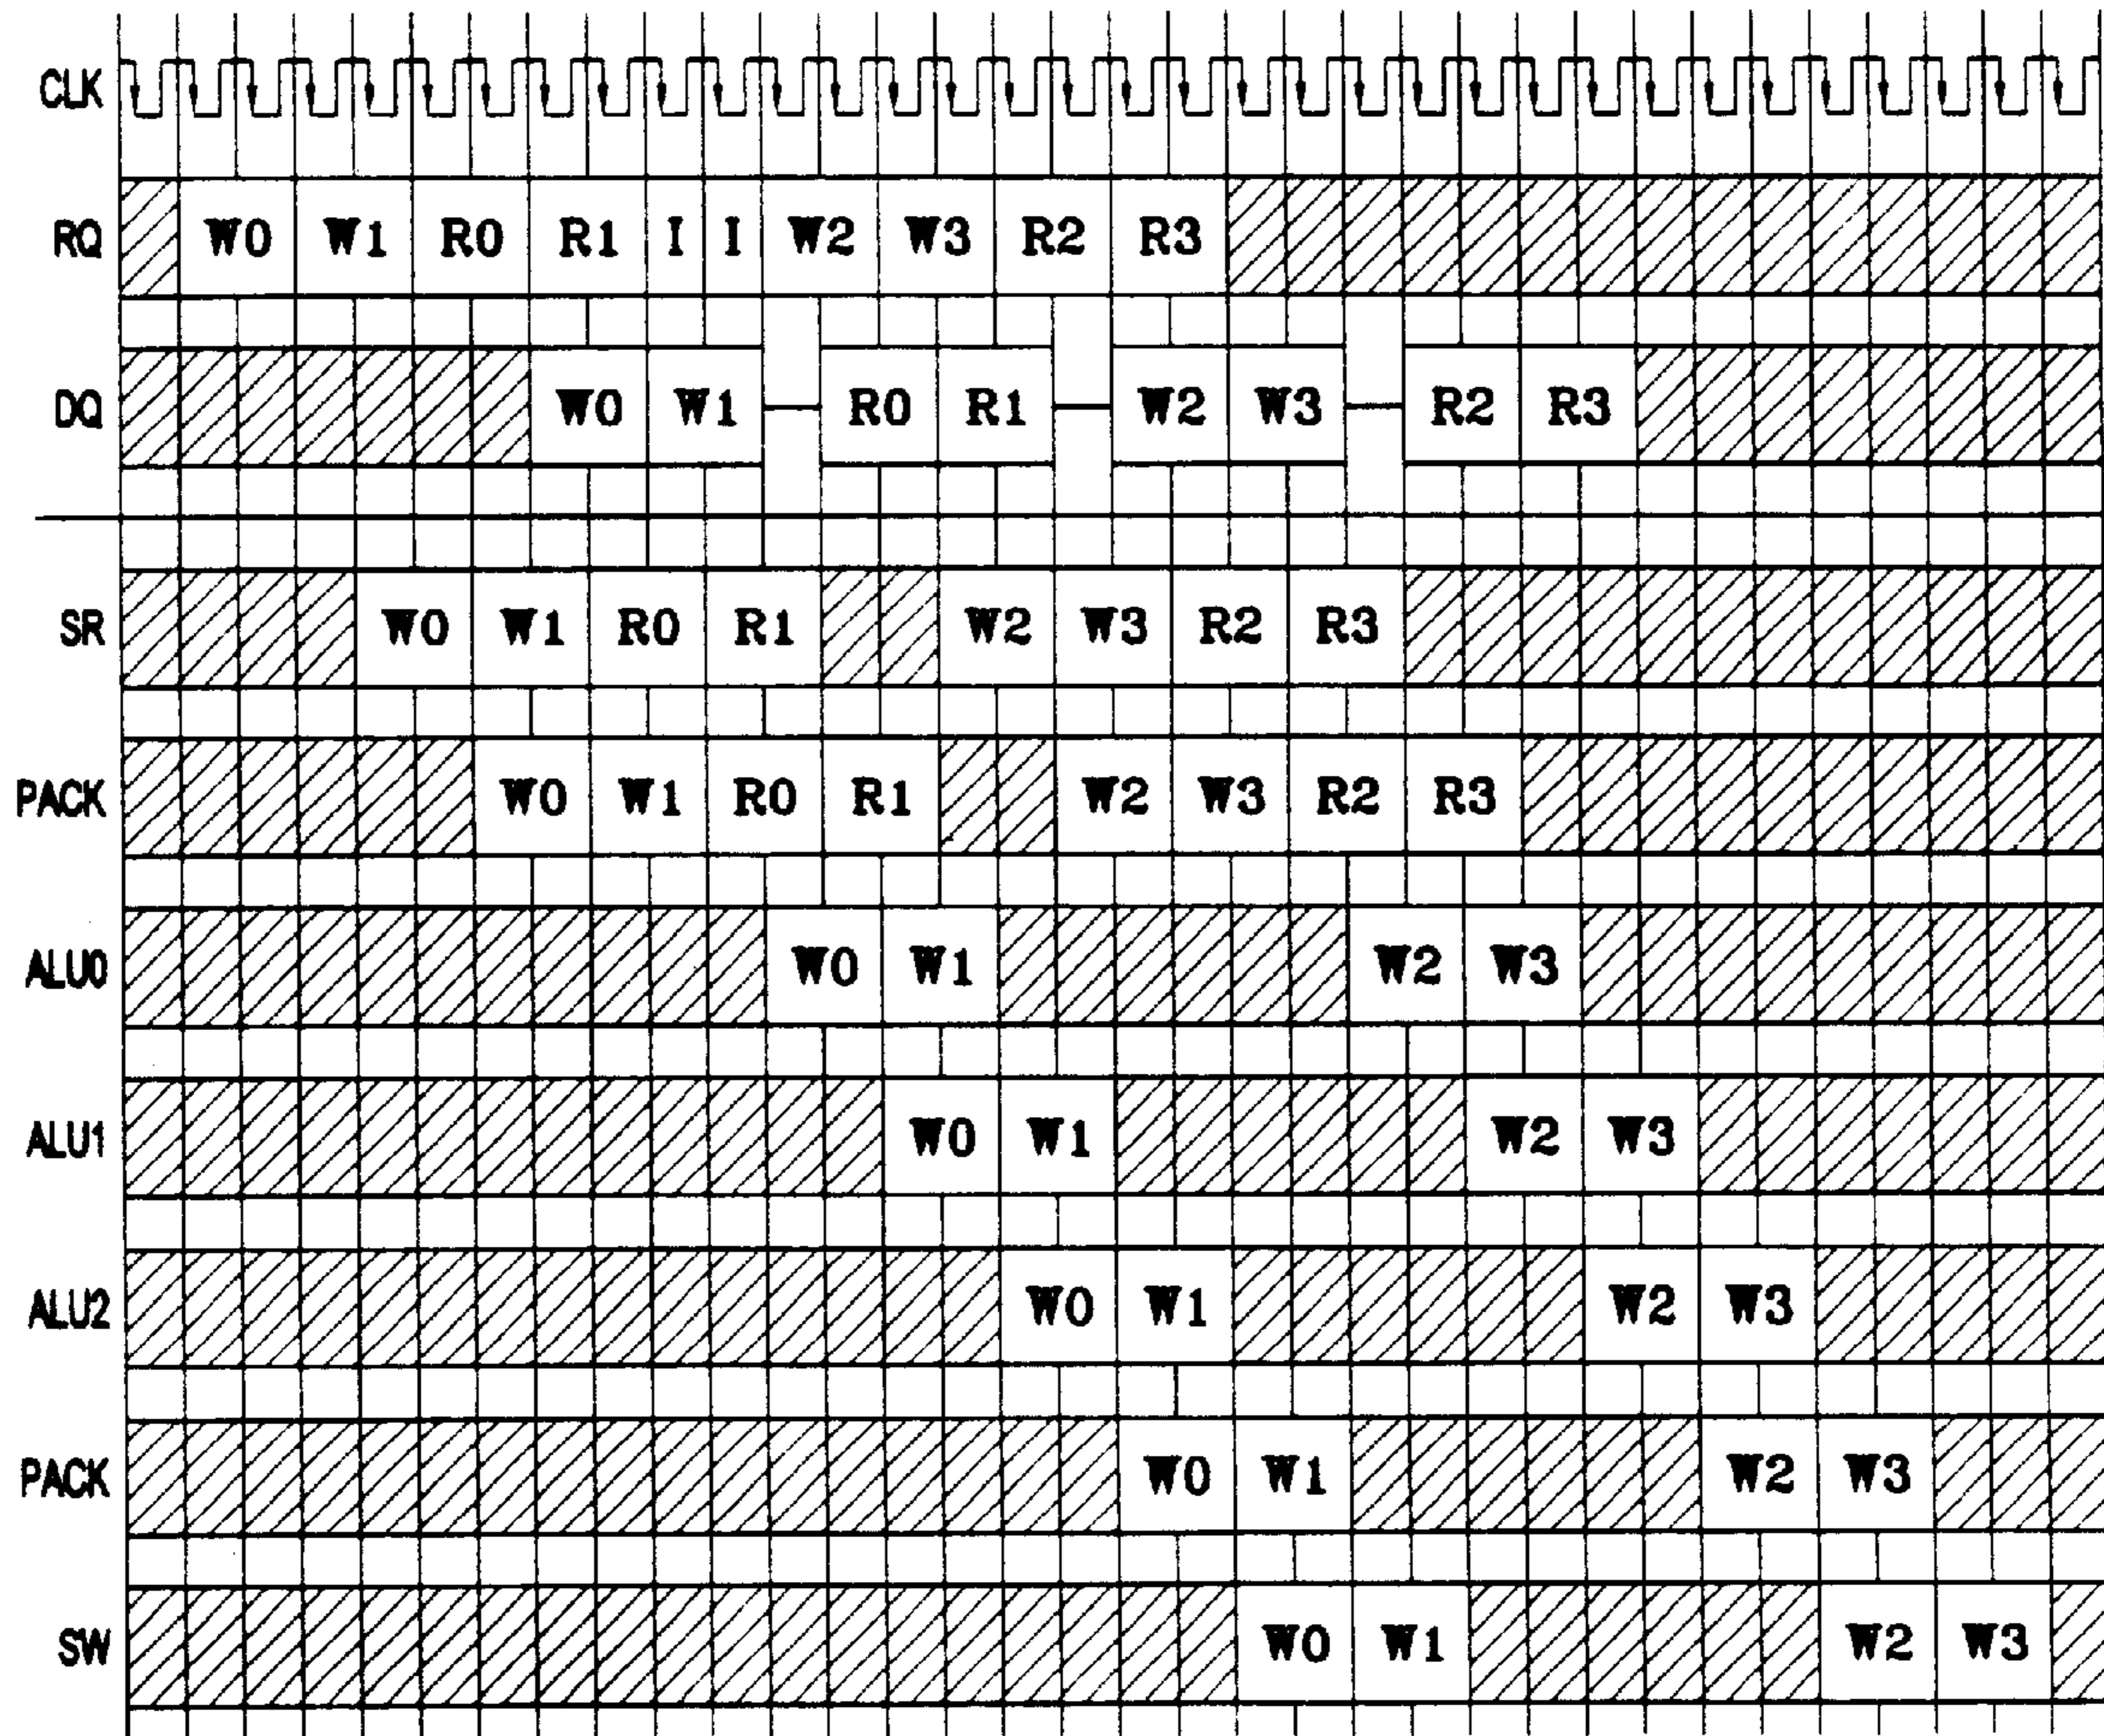 CLK
RQ W0 W1 R0 R1 I I W2 W3 R2 R3
DQ W0 W1 R0 R1 W2 W3 R2 R3
SR W0 W1 R0 R1 W2 W3 R2 R3
PACK W0 W1 R0 R1 W2 W3 R2 R3
ALU0 W0 W1 W2 W3
ALU1 W0 W1 W2 W3
ALU2 W0 W1 W2 W3
PACK W0 W1 W2 W3
SW W0 W1 W2 W3